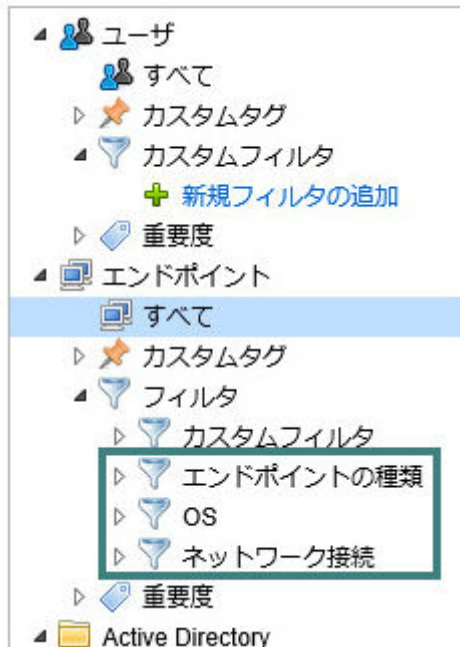 ユーザ
すべて
カスタムタグ
カスタムフィルタ
新規フィルタの追加
重要度
エンドポイント
すべて
カスタムタグ
フィルタ
カスタムフィルタ
エンドポイントの種類
OS
ネットワーク接続
重要度
Active Directory